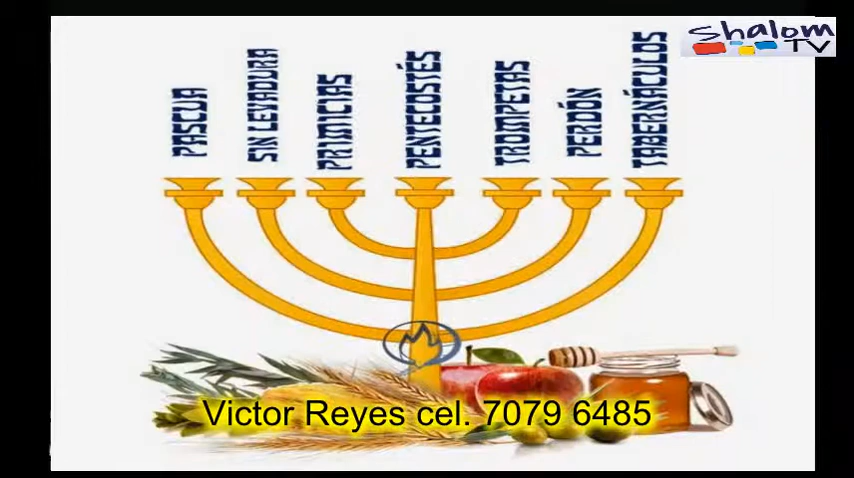 Shalom
TV
PASCUA
SIN LEVADURA
PRIMICIAS
PENTECOSTÉS
TROMPETAS
PERDÓN
TABERNÁCULOS
Victor Reyes cel. 7079 6485